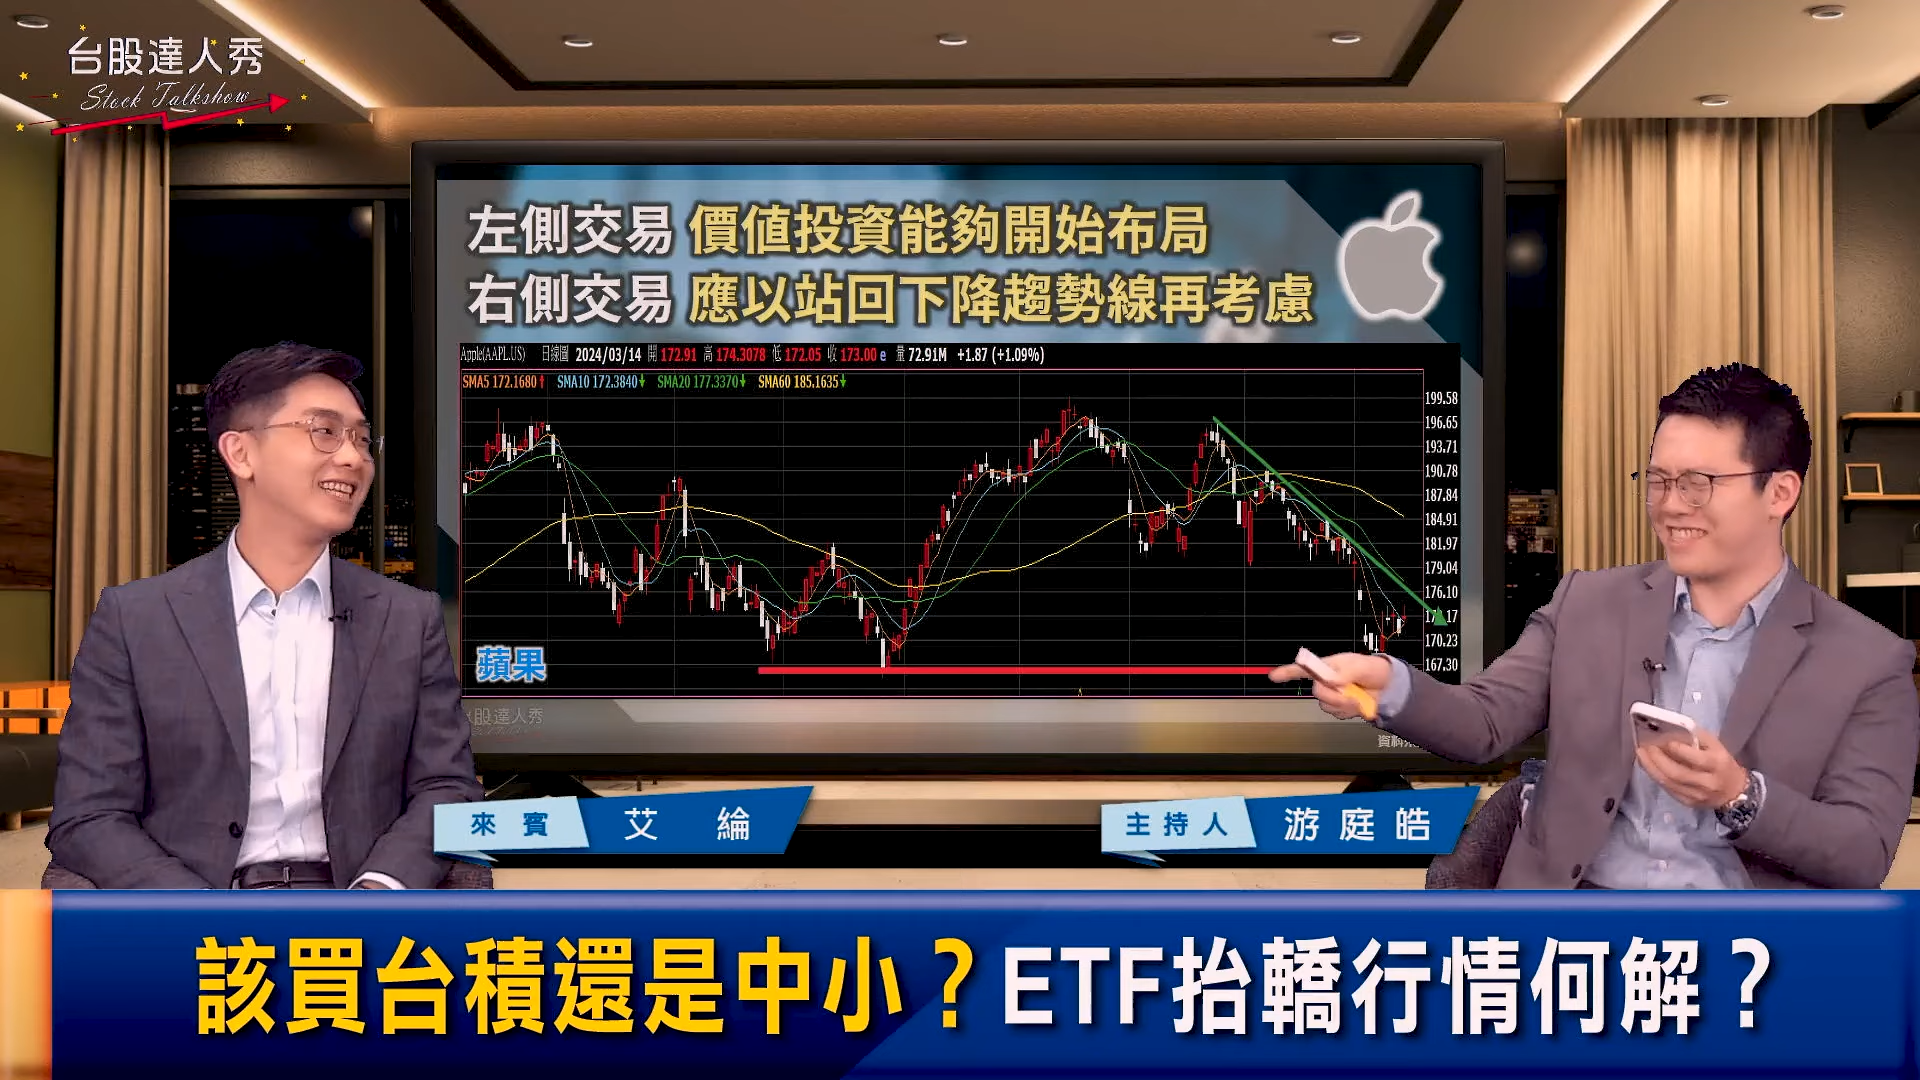 台股達人秀
Stock Talkshow
左側交易 價值投資能夠開始布局
右側交易 應以站回下降趨勢線再考慮
Apple(AAPL.US) 日線圖 2024/03/14 開 172.91 高 174.3078 低 172.05 收 173.00 e 量 72.91M +1.87 (+1.09%)
SMA5 172.1680↑ SMA10 172.3840↓ SMA20 177.3370↓ SMA60 185.1635↓
199.58
196.65
193.71
190.78
187.84
184.91
181.97
179.04
176.10
170.23
167.30
蘋果
股達人秀
來賓 艾綸
主持人 游庭皓
該買台積還是中小？ETF抬轎行情何解？